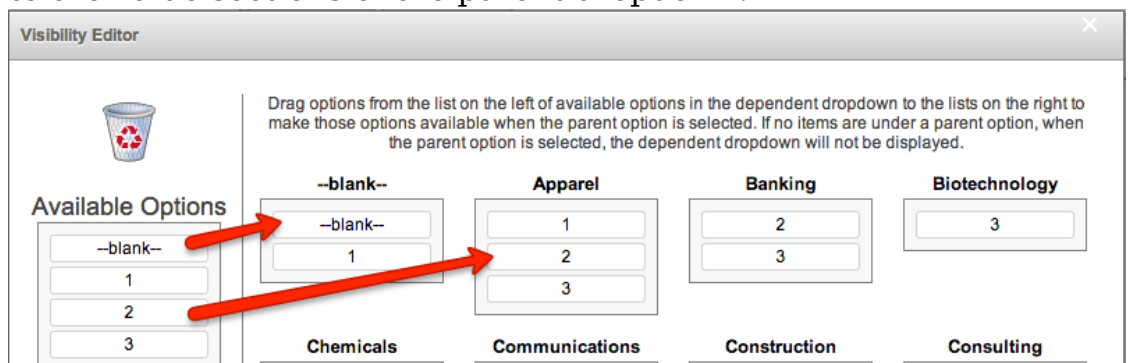 Visibility Editor
Drag options from the list on the left of available options in the dependent dropdown to the lists on the right to
make those options available when the parent option is selected. If no items are under a parent option, when
the parent option is selected, the dependent dropdown will not be displayed.
Available Options
--blank--
1
2
3
--blank--
--blank--
1
Apparel
1
2
3
Banking
2
3
Biotechnology
3
Chemicals
Communications
Construction
Consulting